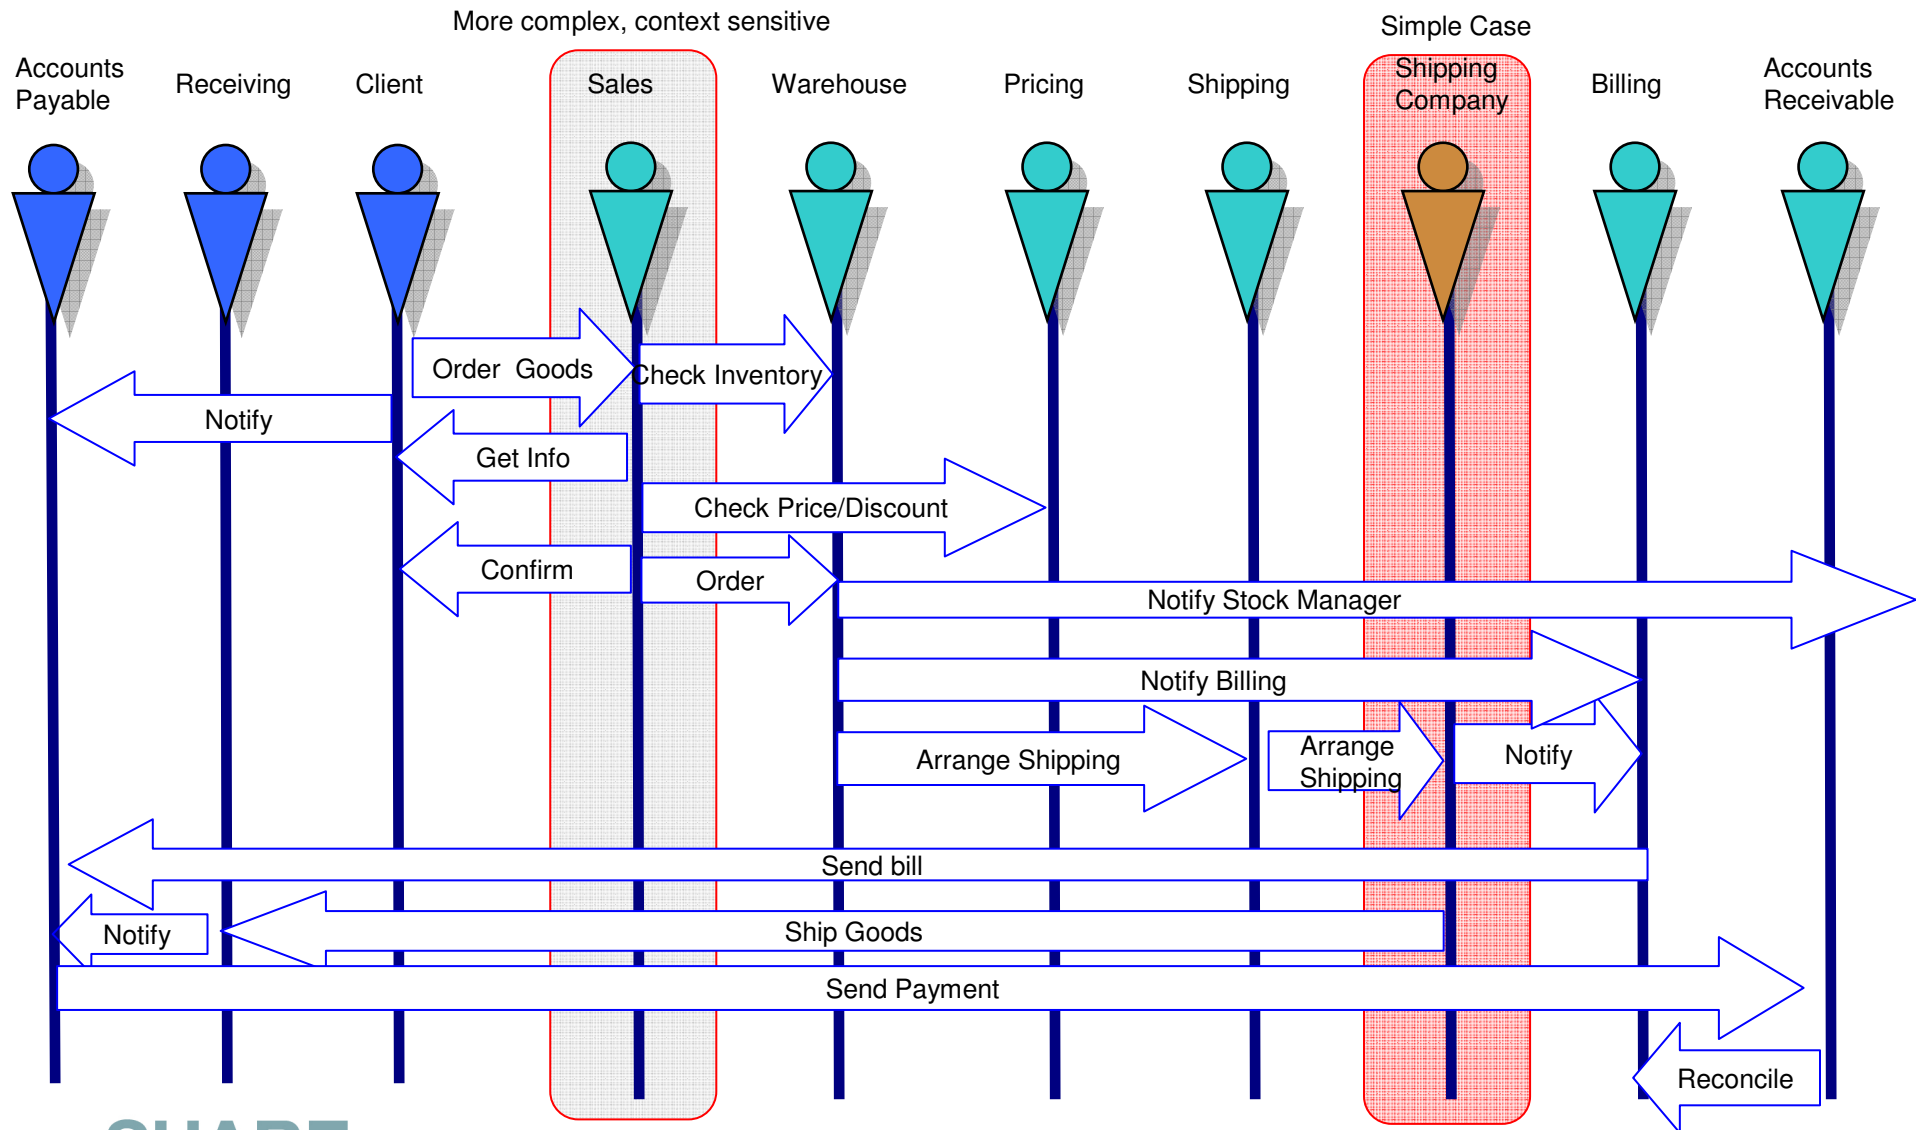 More complex, context sensitive
Simple Case
Accounts
Payable
Receiving
Client
Sales
Warehouse
Pricing
Shipping
Shipping
Company
Billing
Accounts
Receivable
Order Goods
Check Inventory
Notify
Get Info
Check Price/Discount
Confirm
Order
Notify Stock Manager
Notify Billing
Arrange Shipping
Arrange
Shipping
Notify
Send bill
Notify
Ship Goods
Send Payment
Reconcile
SHARE